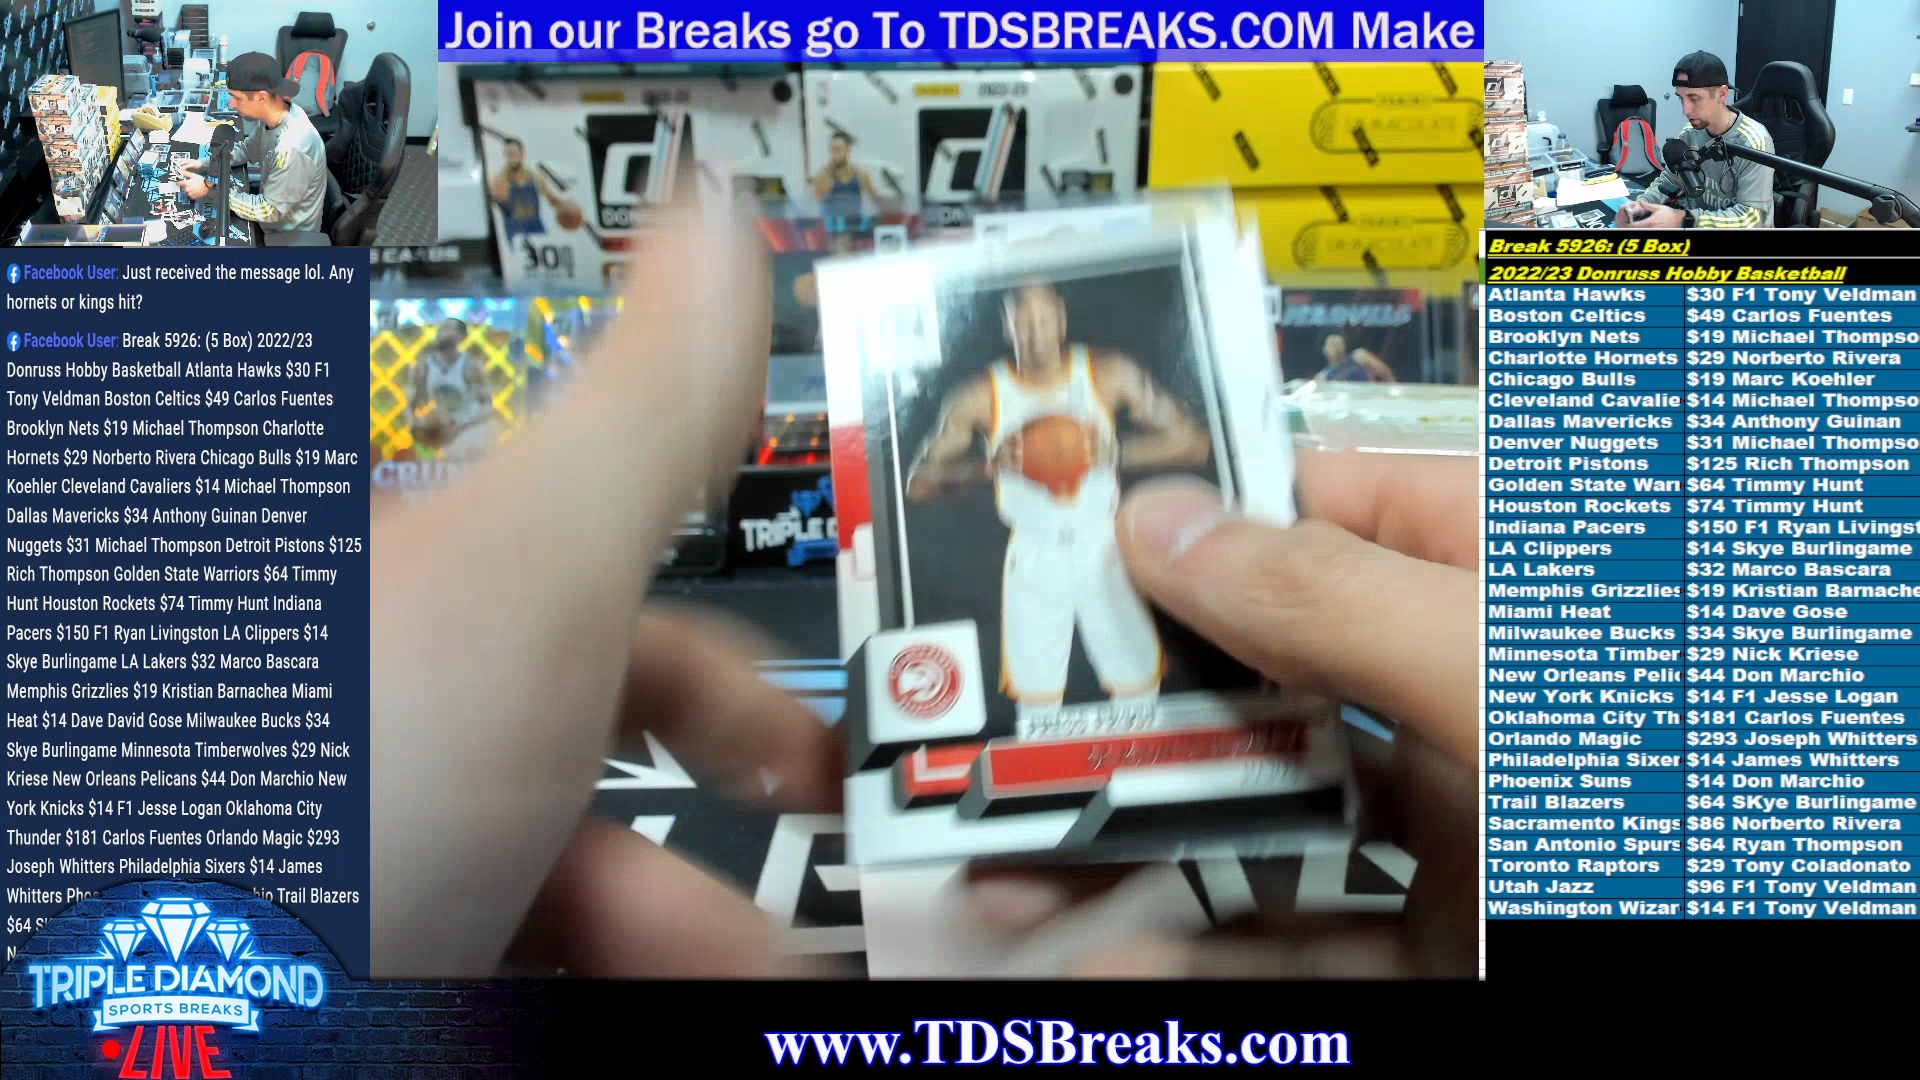 Join our Breaks go To TDSBREAKS.COM Make
Facebook User: Just received the message lol. Any
hornets or kings hit?
Facebook User: Break 5926: (5 Box) 2022/23
Donruss Hobby Basketball Atlanta Hawks $30 F1
Tony Veldman Boston Celtics $49 Carlos Fuentes
Brooklyn Nets $19 Michael Thompson Charlotte
Hornets $29 Norberto Rivera Chicago Bulls $19 Marc
Koehler Cleveland Cavaliers $14 Michael Thompson
Dallas Mavericks $34 Anthony Guinan Denver
Nuggets $31 Michael Thompson Detroit Pistons $125
Rich Thompson Golden State Warriors $64 Timmy
Hunt Houston Rockets $74 Timmy Hunt Indiana
Pacers $150 F1 Ryan Livingston LA Clippers $14
Skye Burlingame LA Lakers $32 Marco Bascara
Memphis Grizzlies $19 Kristian Barnachea Miami
Heat $14 Dave David Gose Milwaukee Bucks $34
Skye Burlingame Minnesota Timberwolves $29 Nick
Kriese New Orleans Pelicans $44 Don Marchio New
York Knicks $14 F1 Jesse Logan Oklahoma City
Thunder $181 Carlos Fuentes Orlando Magic $293
Joseph Whitters Philadelphia Sixers $14 James
Whitters Trail Blazers
$64
TRIPLE DIAMOND
SPORTS BREAKS
LIVE
IMMACULATE
300
CRUN
TRIPLE
Break 5926: (5 Box)
2022/23 Donruss Hobby Basketball
Atlanta Hawks $30 F1 Tony Veldman
Boston Celtics $49 Carlos Fuentes
Brooklyn Nets $19 Michael Thompso
Charlotte Hornets $29 Norberto Rivera
Chicago Bulls $19 Marc Koehler
Cleveland Cavalie $14 Michael Thompso
Dallas Mavericks $34 Anthony Guinan
Denver Nuggets $31 Michael Thompso
Detroit Pistons $125 Rich Thompson
Golden State Warr $64 Timmy Hunt
Houston Rockets $74 Timmy Hunt
Indiana Pacers $150 F1 Ryan Livingst
LA Clippers $14 Skye Burlingame
LA Lakers $32 Marco Bascara
Memphis Grizzlies $19 Kristian Barnache
Miami Heat $14 Dave Gose
Milwaukee Bucks $34 Skye Burlingame
Minnesota Timber $29 Nick Kriese
New Orleans Pelic $44 Don Marchio
New York Knicks $14 F1 Jesse Logan
Oklahoma City Th $181 Carlos Fuentes
Orlando Magic $293 Joseph Whitters
Philadelphia Sixer $14 James Whitters
Phoenix Suns $14 Don Marchio
Trail Blazers $64 SKye Burlingame
Sacramento Kings $86 Norberto Rivera
San Antonio Spurs $64 Ryan Thompson
Toronto Raptors $29 Tony Coladonato
Utah Jazz $96 F1 Tony Veldman
Washington Wizar $14 F1 Tony Veldman
www.TDSBreaks.com